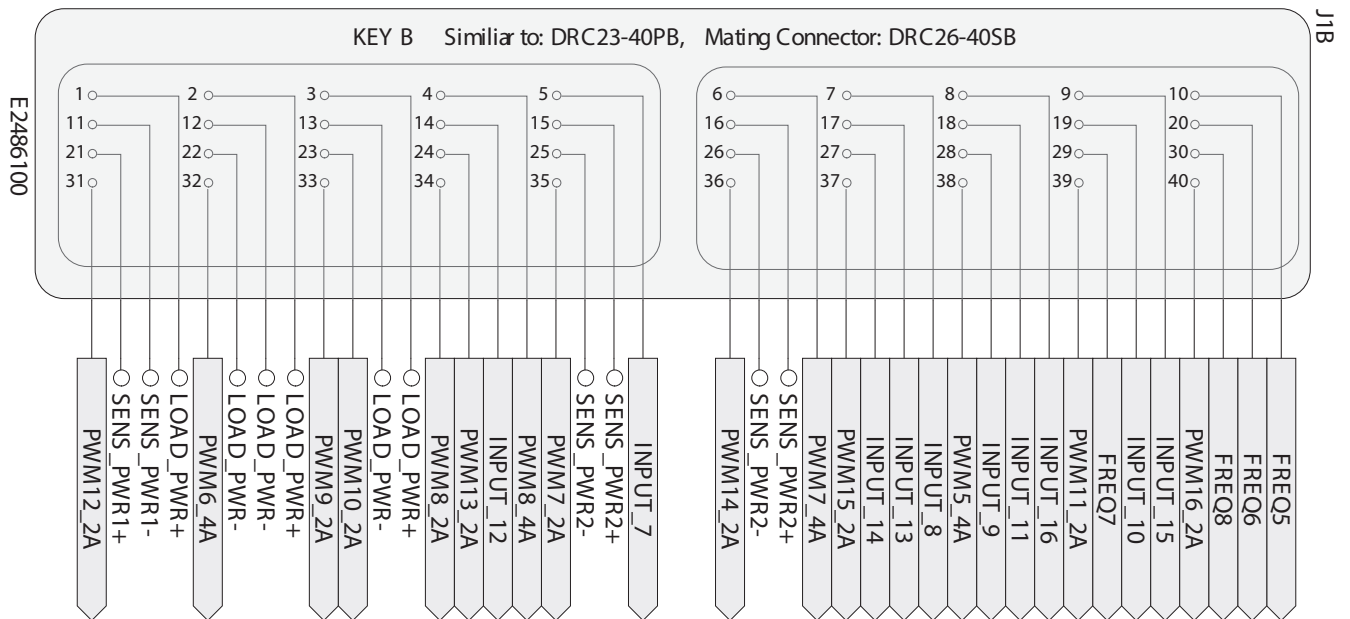 J1B
KEY B Similiar to: DRC23-40PB, Mating Connector: DRC26-40SB
E2486100
1 2 3 4 5 6 7 8 9 10
11 12 13 14 15 16 17 18 19 20
21 22 23 24 25 26 27 28 29 30
31 32 33 34 35 36 37 38 39 40
PWM12_2A
SENS_PWR1+
SENS_PWR1-
LOAD_PWR+
PWM6_4A
LOAD_PWR-
LOAD_PWR-
LOAD_PWR+
PWM9_2A
PWM10_2A
LOAD_PWR-
LOAD_PWR+
PWM8_2A
PWM13_2A
INPUT_12
PWM8_4A
PWM7_2A
SENS_PWR2-
SENS_PWR2+
INPUT_7
PWM14_2A
SENS_PWR2-
SENS_PWR2+
PWM7_4A
PWM15_2A
INPUT_14
INPUT_13
INPUT_8
PWM5_4A
INPUT_9
INPUT_11
INPUT_16
PWM11_2A
FREQ7
INPUT_10
INPUT_15
PWM16_2A
FREQ8
FREQ6
FREQ5